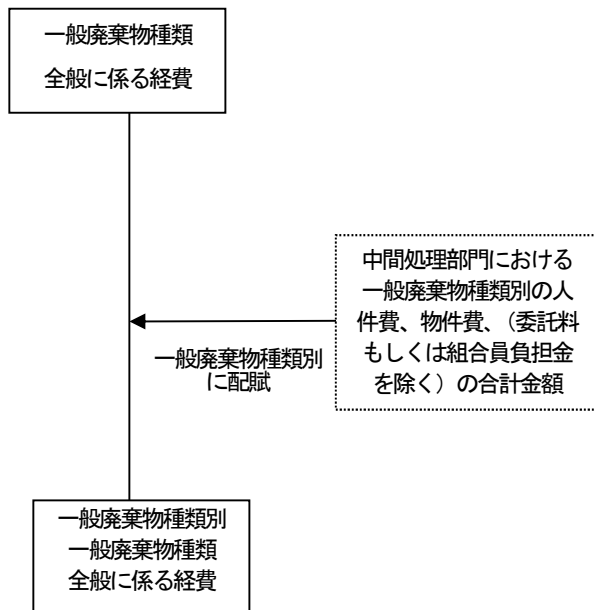 一般廃棄物種類
全般に係る経費
中間処理部門における
一般廃棄物種類別の人
件費、物件費、（委託料
もしくは組合員負担金
を除く）の合計金額
一般廃棄物種類別
に配賦
一般廃棄物種類別
一般廃棄物種類
全般に係る経費